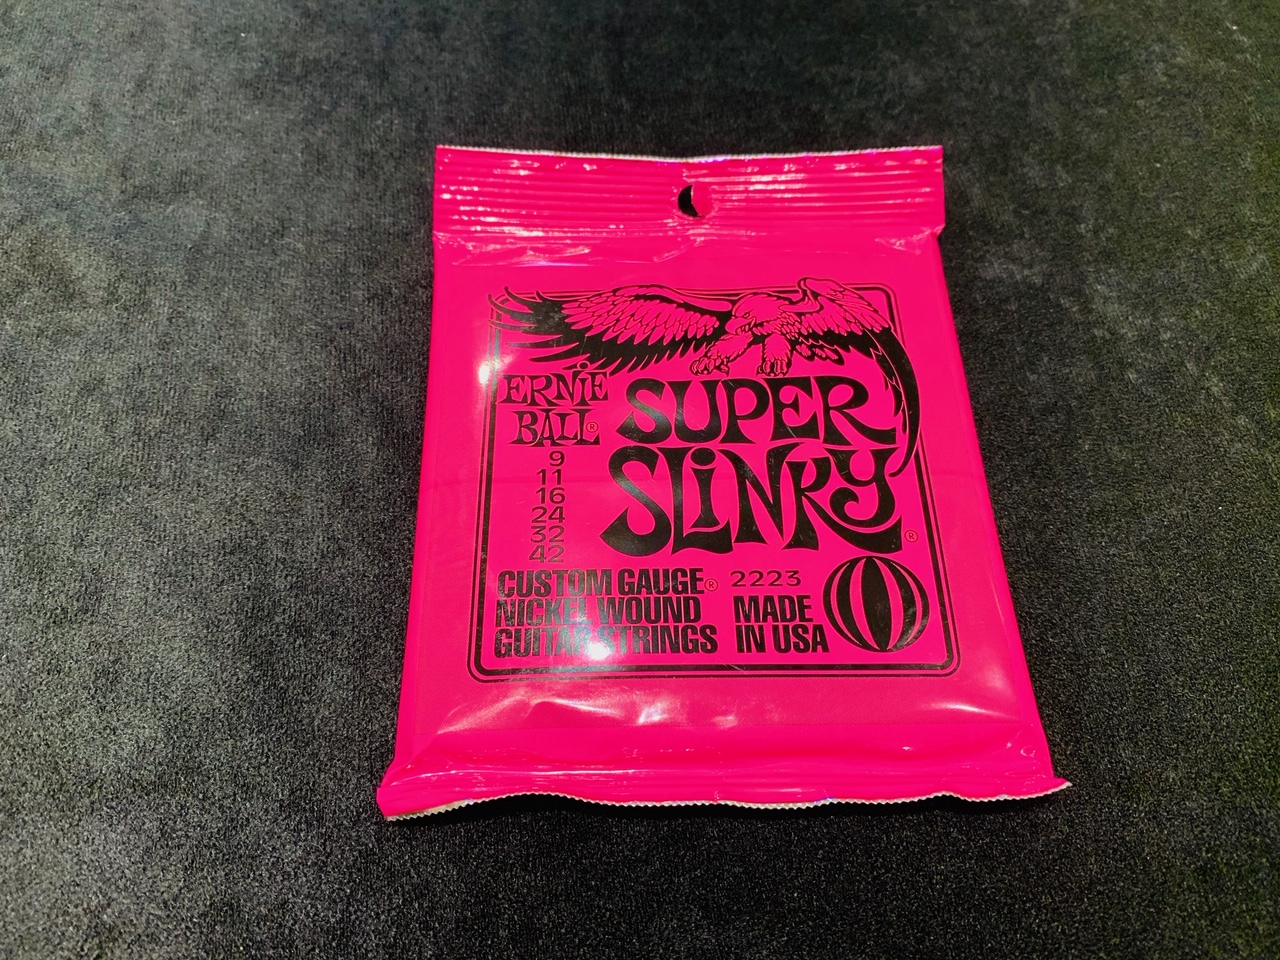 ERNiE
BALL®
SUPER
SLiNKY®
9
11
16
24
32
42
CUSTOM GAUGE®
NICKEL WOUND
GUITAR STRINGS
2223
MADE
IN USA